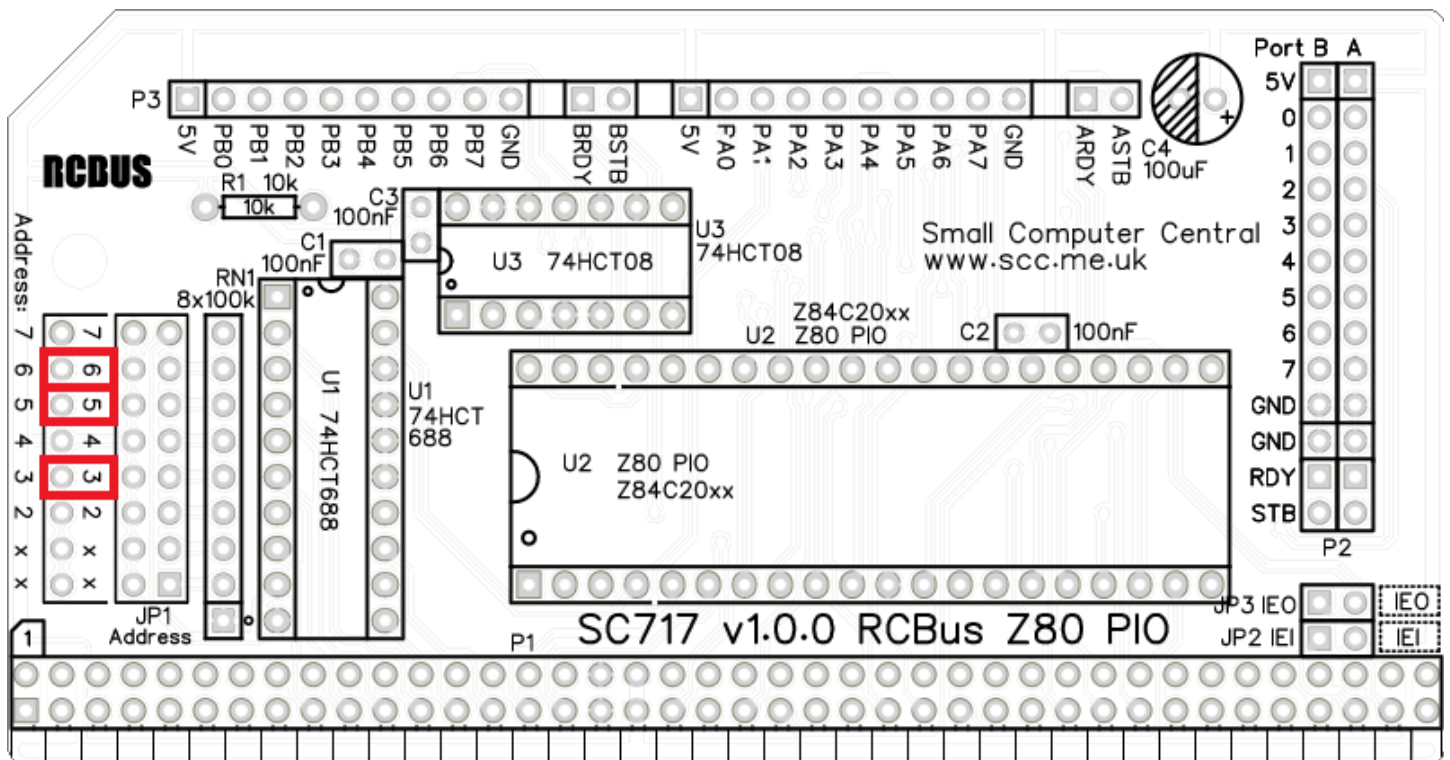 Port B A
5V
0
1
2
3
4
5
6
7
GND
GND
RDY
STB
P2
P3
5V PB0 PB1 PB2 PB3 PB4 PB5 PB6 PB7 GND BRDY BSTB 5V PA0 PA1 PA2 PA3 PA4 PA5 PA6 PA7 GND ARDY ASTB
+
C4
100uF
RCBUS
R1 10k
10k
C3
100nF
C1
100nF
U3 74HCT08
U3
74HCT08
Small Computer Central
www.scc.me.uk
RN1
8x100k
Address:
7 7
6 6
5 5
4 4
3 3
2 2
x x
x x
JP1
Address
U1 74HCT688
U1
74HCT
688
Z84C20xx
U2 Z80 PIO
C2 100nF
U2 Z80 PIO
Z84C20xx
JP3 IEO IEO
JP2 IEI IEI
1
P1
SC717 v1.0.0 RCBus Z80 PIO